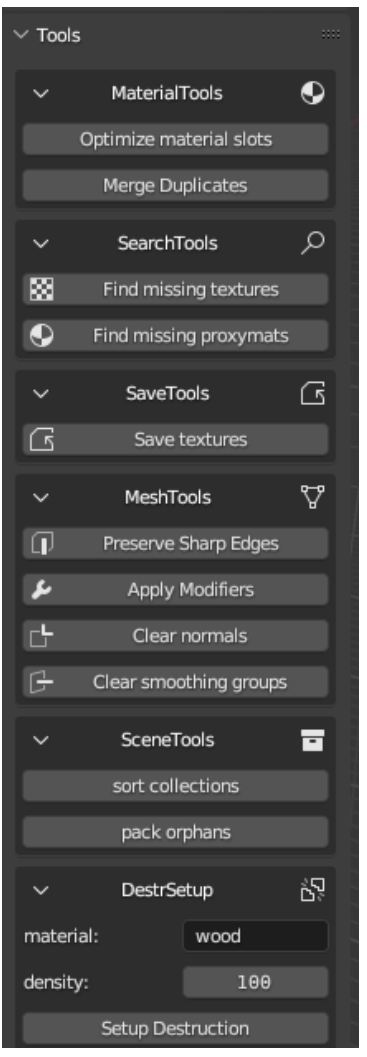 Tools
MaterialTools
Optimize material slots
Merge Duplicates
SearchTools
Find missing textures
Find missing proxymats
SaveTools
Save textures
MeshTools
Preserve Sharp Edges
Apply Modifiers
Clear normals
Clear smoothing groups
SceneTools
sort collections
pack orphans
DestrSetup
material: wood
density: 100
Setup Destruction